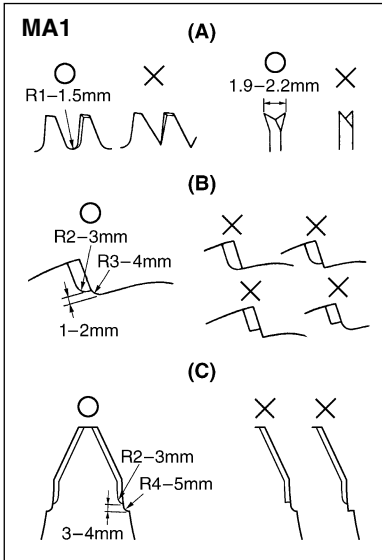 MA1
(A)
R1–1.5mm
1.9–2.2mm
(B)
R2–3mm
R3–4mm
1–2mm
(C)
R2–3mm
R4–5mm
3–4mm